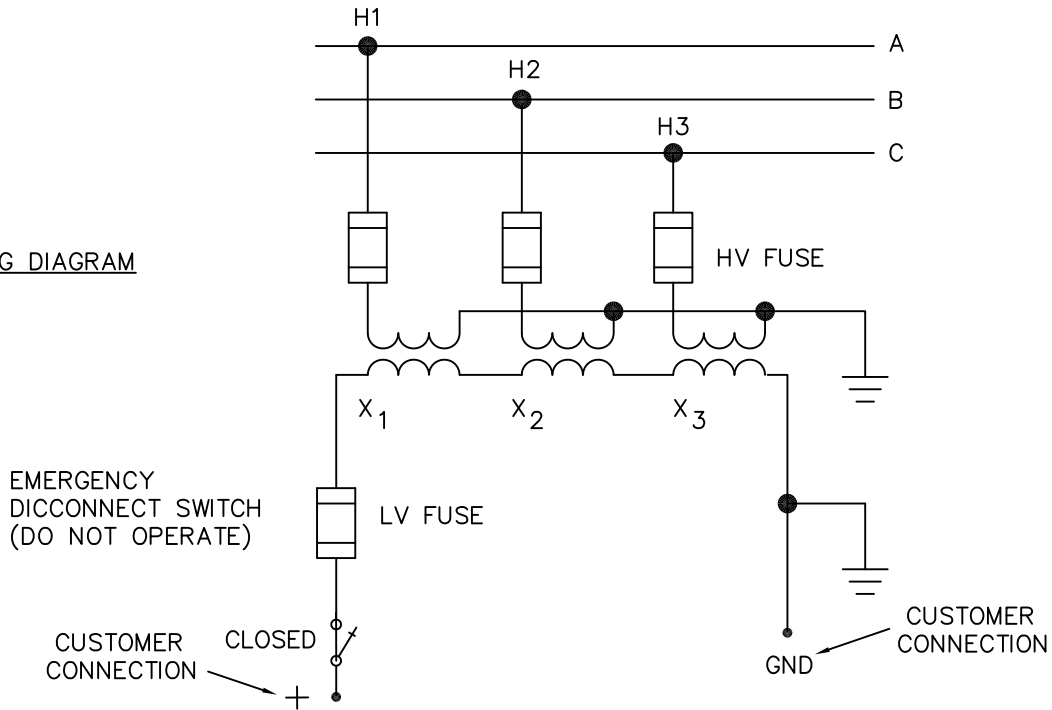 H1
A
H2
B
H3
C
G DIAGRAM
HV FUSE
X1
X2
X3
EMERGENCY
DICCONNECT SWITCH
(DO NOT OPERATE)
LV FUSE
CUSTOMER
CONNECTION
CLOSED
+
GND
CUSTOMER
CONNECTION